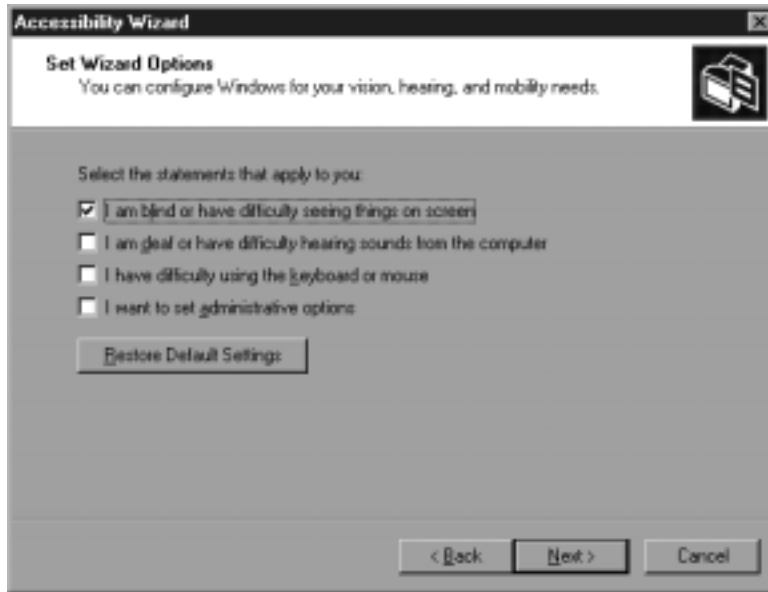 Accessibility Wizard
Set Wizard Options
You can configure Windows for your vision, hearing, and mobility needs.
Select the statements that apply to you:
I am blind or have difficulty seeing things on screen
I am deaf or have difficulty hearing sounds from the computer
I have difficulty using the keyboard or mouse
I want to set administrative options
Restore Default Settings
< Back Next > Cancel